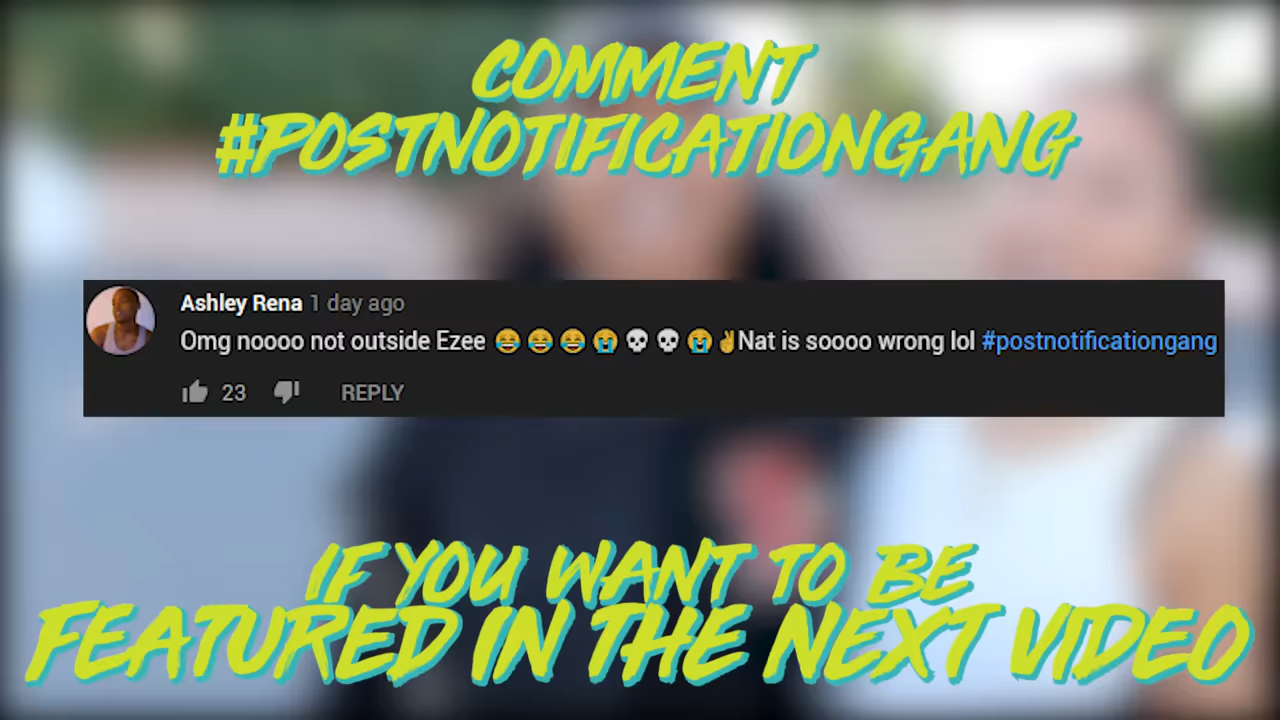 COMMENT
#POSTNOTIFICATIONGANG
Ashley Rena 1 day ago
Omg noooo not outside Ezee 😂😂😂😭💀💀😭✌Nat is soooo wrong lol #postnotificationgang
23 REPLY
IF YOU WANT TO BE
FEATURED IN THE NEXT VIDEO